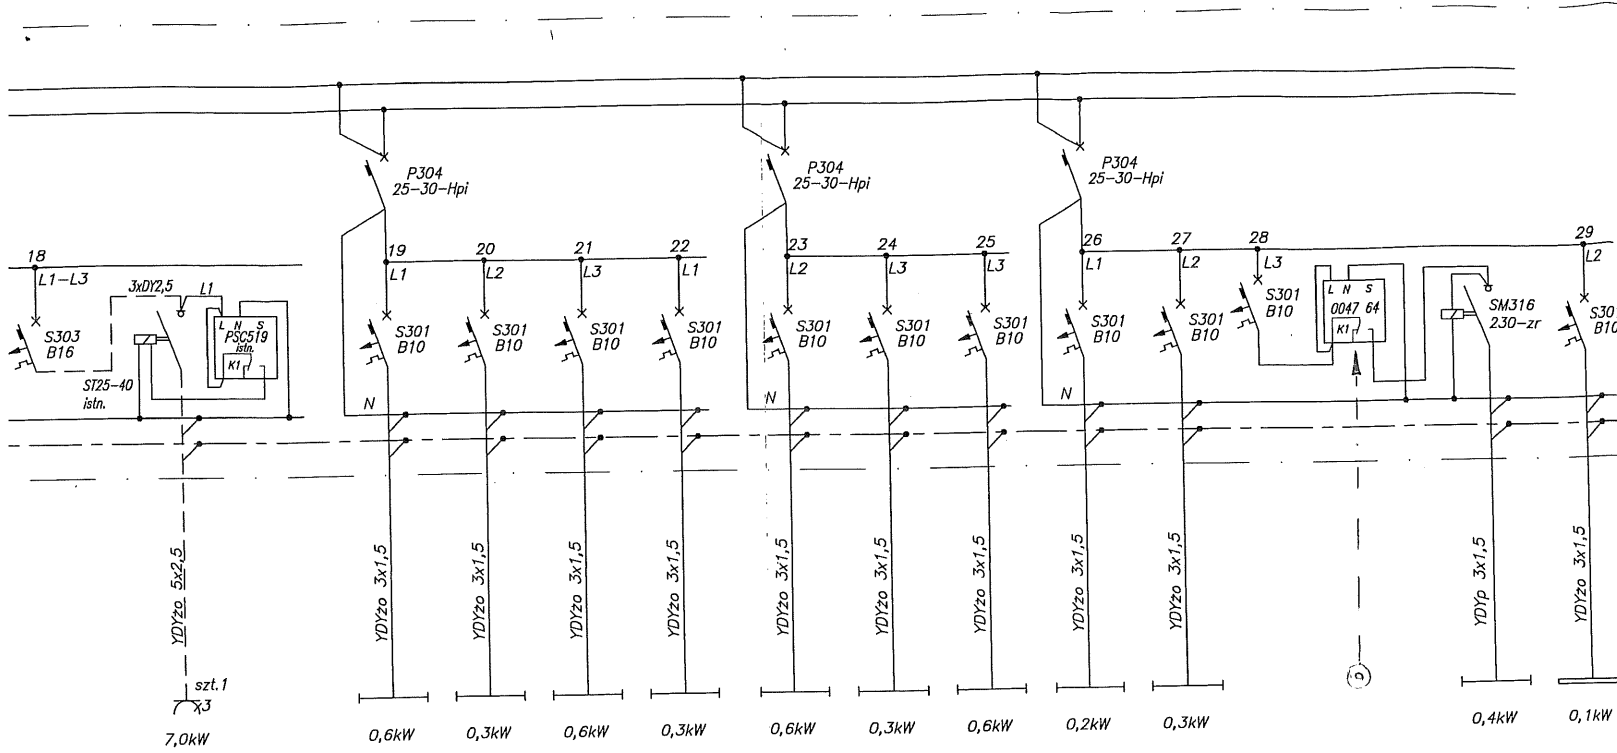 P304
25-30-Hpi
P304
25-30-Hpi
P304
25-30-Hpi
18
19
20
21
22
23
24
25
26
27
28
29
L1-L3
L1
L2
L3
L1
L2
L3
L3
L1
L2
L3
L2
3xDY2,5
L1
L N S
PSC519
istn.
K1
L N S
0047 64
K1
S303
B16
ST25-40
istn.
S301
B10
S301
B10
S301
B10
S301
B10
S301
B10
S301
B10
S301
B10
S301
B10
S301
B10
S301
B10
SM316
230-zr
S301
B10
N
N
N
YDYżo 5x2,5
YDYżo 3x1,5
YDYżo 3x1,5
YDYżo 3x1,5
YDYżo 3x1,5
YDYżo 3x1,5
YDYżo 3x1,5
YDYżo 3x1,5
YDYżo 3x1,5
YDYżo 3x1,5
YDYp 3x1,5
YDYżo 3x1,5
szt.1
x3
7,0kW
0,6kW
0,3kW
0,6kW
0,3kW
0,6kW
0,3kW
0,6kW
0,2kW
0,3kW
0,4kW
0,1kW